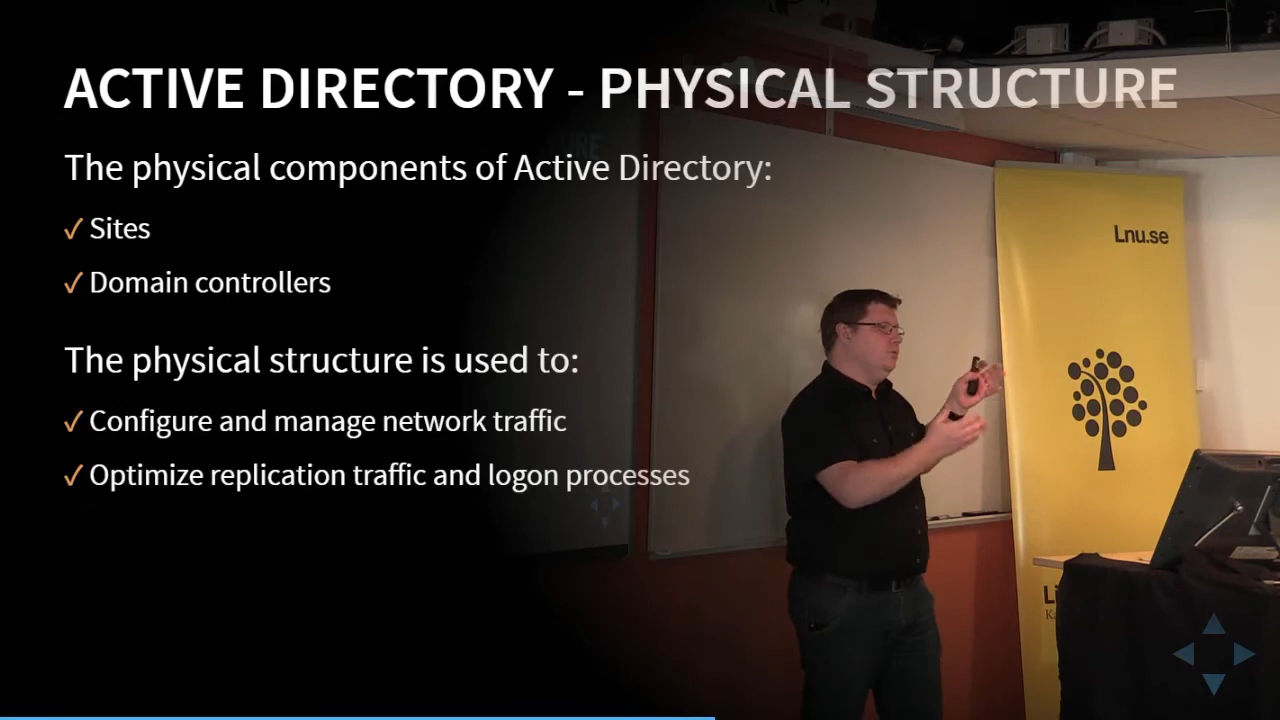 ACTIVE DIRECTORY - PHYSICAL STRUCTURE
The physical components of Active Directory:
✓ Sites
✓ Domain controllers
The physical structure is used to:
✓ Configure and manage network traffic
✓ Optimize replication traffic and logon processes
Lnu.se